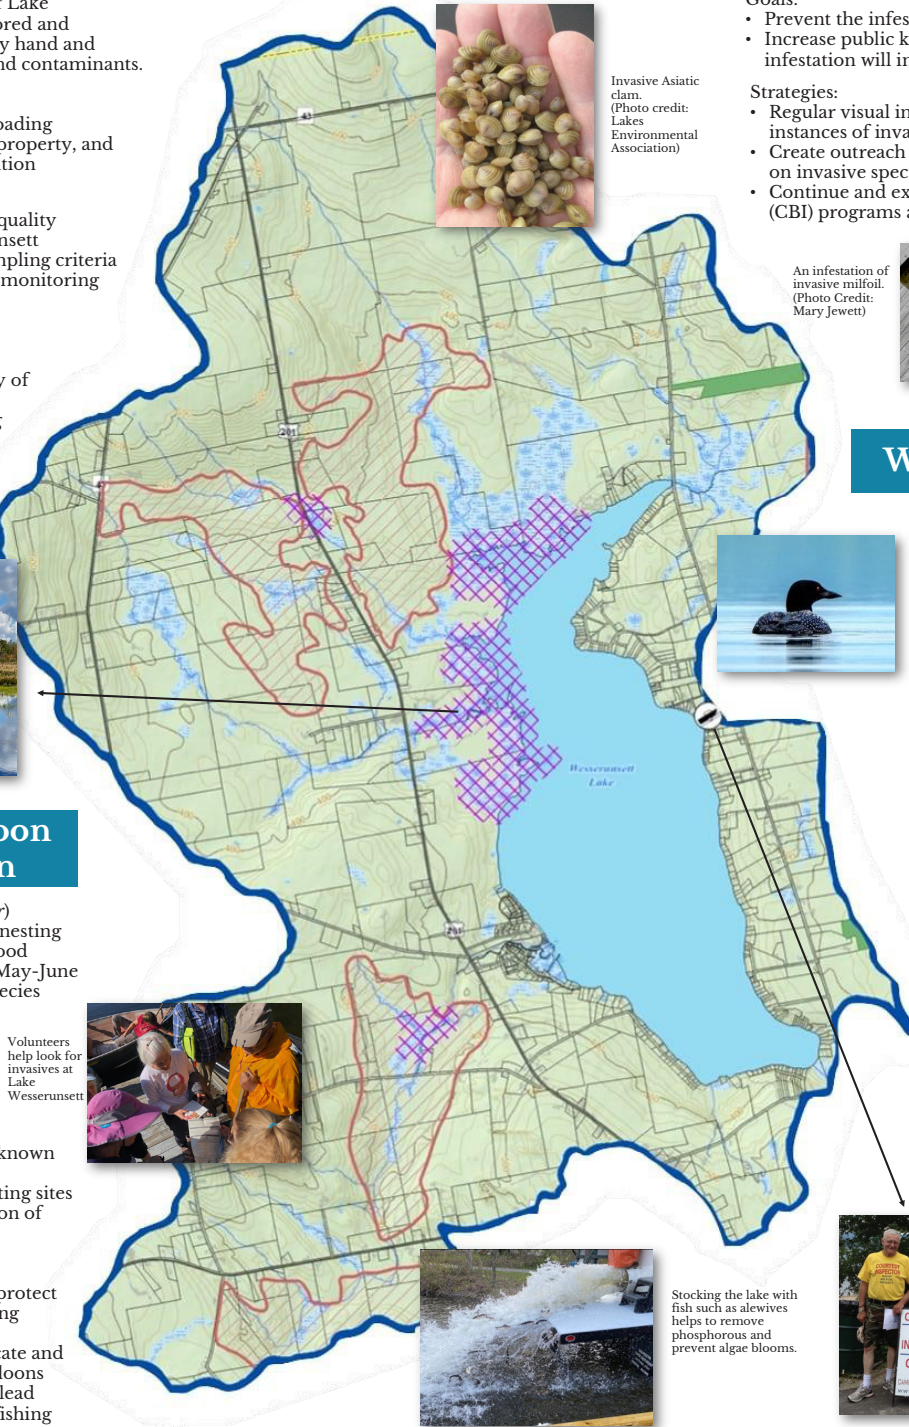 Lake
ored and
y hand and
nd contaminants.
oading
property, and
tion
quality
nsett
mpling criteria
monitoring
y of
Goals:
• Prevent the infes
• Increase public k
infestation will in
Strategies:
• Regular visual in
instances of inva
• Create outreach
on invasive spec
• Continue and ex
(CBI) programs a
Invasive Asiatic
clam.
(Photo credit:
Lakes
Environmental
Association)
An infestation of
invasive milfoil.
(Photo Credit:
Mary Jewett)
W
43
201
Wesserunsett
Lake
201
oon
n
r)
nesting
ood
May-June
ecies
Volunteers
help look for
invasives at
Lake
Wesserunsett
known
ting sites
on of
protect
ng
cate and
loons
lead
fishing
Stocking the lake with
fish such as alewives
helps to remove
phosphorous and
prevent algae blooms.
COURTESY
INSPECTOR